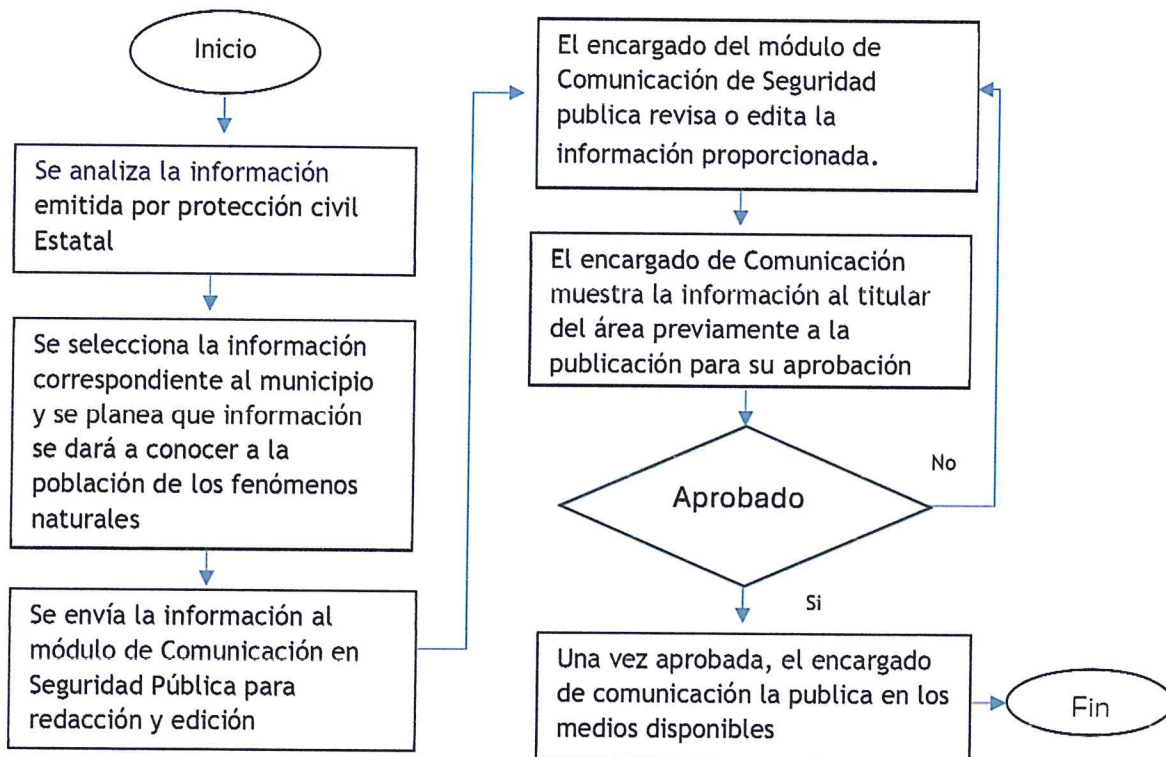 Inicio
Se analiza la información
emitida por protección civil
Estatal
Se selecciona la información
correspondiente al municipio
y se planea que información
se dará a conocer a la
población de los fenómenos
naturales
Se envía la información al
módulo de Comunicación en
Seguridad Pública para
redacción y edición
El encargado del módulo de
Comunicación de Seguridad
publica revisa o edita la
información proporcionada.
El encargado de Comunicación
muestra la información al titular
del área previamente a la
publicación para su aprobación
Aprobado
No
Si
Una vez aprobada, el encargado
de comunicación la publica en los
medios disponibles
Fin